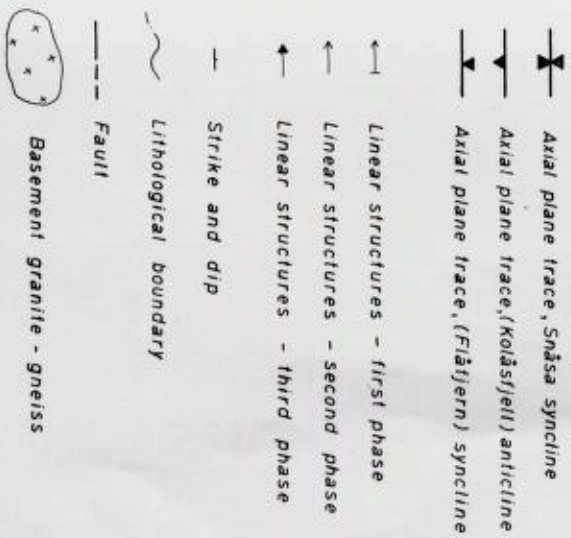 Axial plane trace, Snåsa syncline
Axial plane trace, (Kolåsfjell) anticline
Axial plane trace, (Flåtjern) syncline
Linear structures - first phase
Linear structures - second phase
Linear structures - third phase
Strike and dip
Lithological boundary
Fault
Basement granite - gneiss